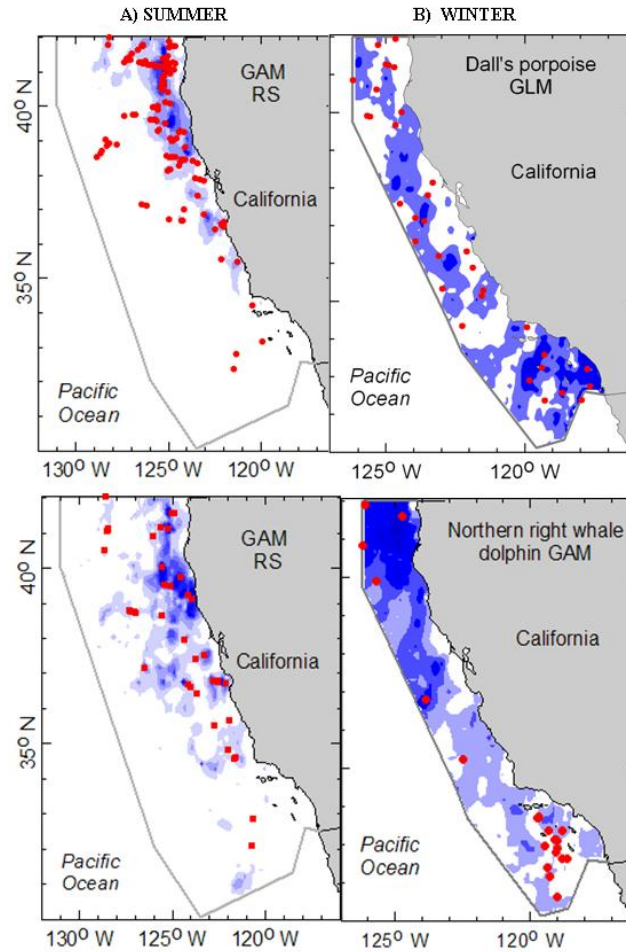 A) SUMMER
B) WINTER
GAM
RS
California
40° N
35° N
Pacific
Ocean
130° W
125° W
120° W
Dall's porpoise
GLM
California
Pacific
Ocean
125° W
120° W
GAM
RS
California
40° N
35° N
Pacific
Ocean
130° W
125° W
120° W
Northern right whale
dolphin GAM
California
Pacific
Ocean
125° W
120° W